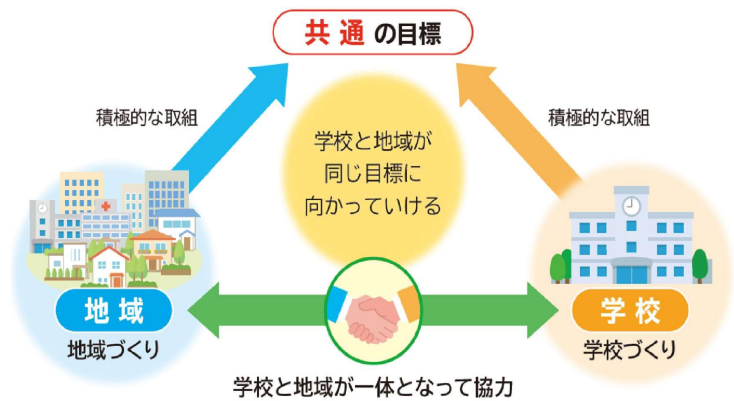 共通の目標
積極的な取組
積極的な取組
学校と地域が
同じ目標に
向かっていける
地域
学校
地域づくり
学校づくり
学校と地域が一体となって協力